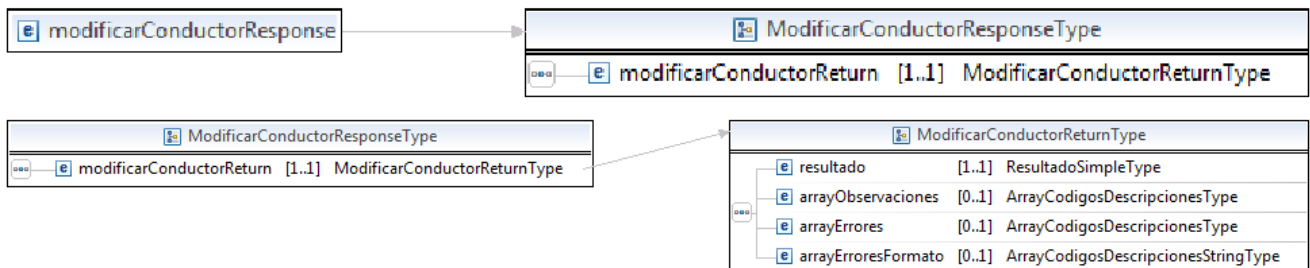 e modificarConductorResponse
ModificarConductorResponseType
e modificarConductorReturn [1..1] ModificarConductorReturnType
ModificarConductorResponseType
e modificarConductorReturn [1..1] ModificarConductorReturnType
ModificarConductorReturnType
e resultado [1..1] ResultadoSimpleType
e arrayObservaciones [0..1] ArrayCodigosDescripcionesType
e arrayErrores [0..1] ArrayCodigosDescripcionesType
e arrayErroresFormato [0..1] ArrayCodigosDescripcionesStringType